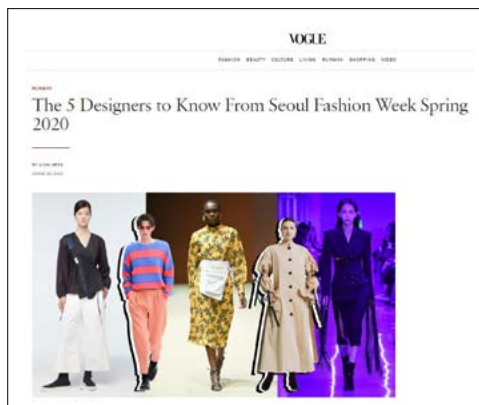 VOGUE
FASHION BEAUTY CULTURE LIVING RUNWAY SHOPPING VIDEO
RUNWAY
The 5 Designers to Know From Seoul Fashion Week Spring
2020